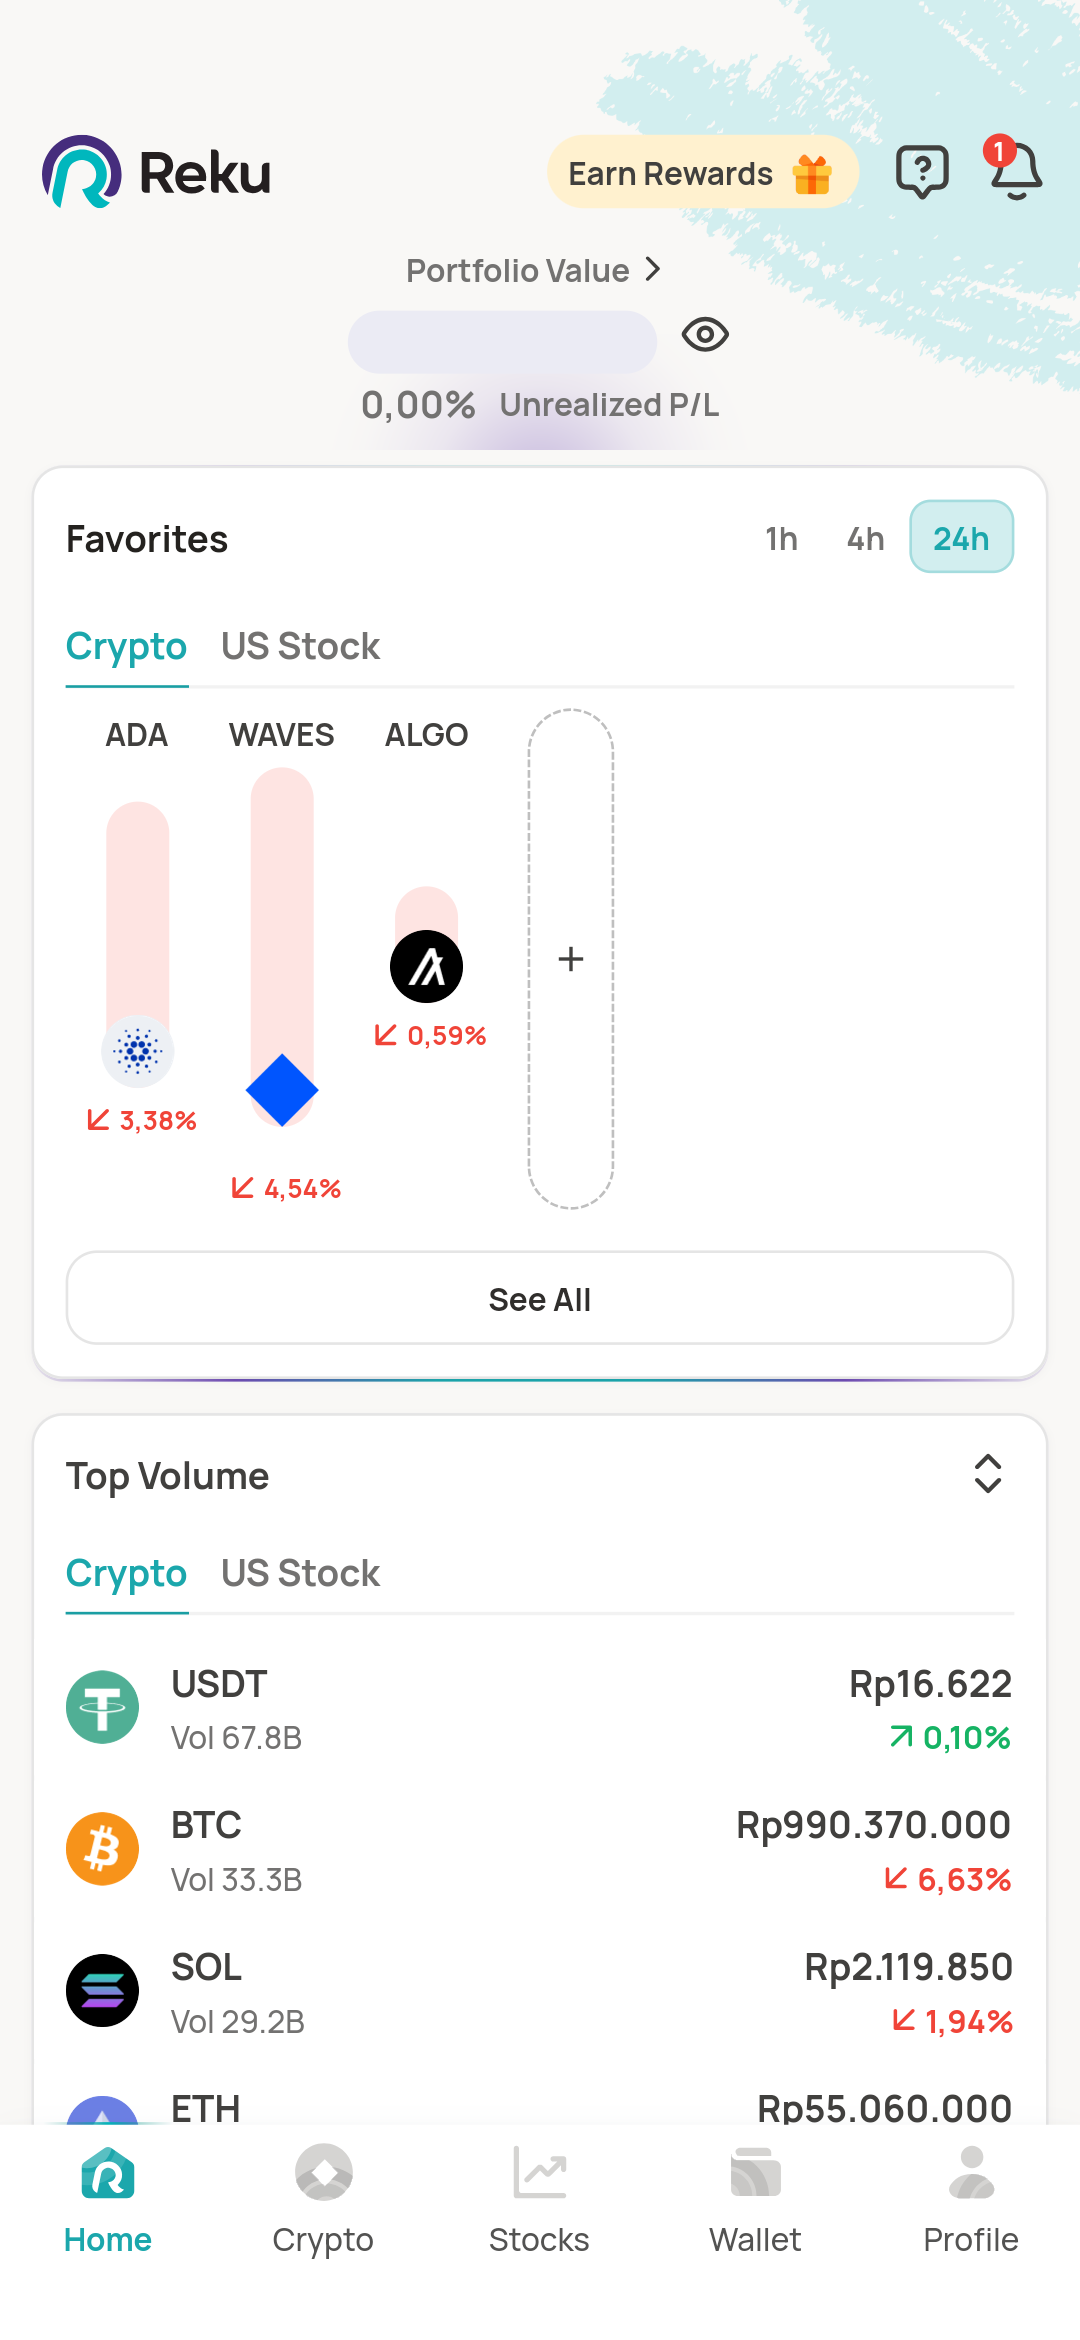 Reku
Earn Rewards
1
Portfolio Value
0,00% Unrealized P/L
Favorites
1h 4h 24h
Crypto US Stock
ADA WAVES ALGO
0,59%
3,38%
4,54%
+
See All
Top Volume
Crypto US Stock
USDT Rp16.622
Vol 67.8B 0,10%
BTC Rp990.370.000
Vol 33.3B 6,63%
SOL Rp2.119.850
Vol 29.2B 1,94%
ETH Rp55.060.000
Home Crypto Stocks Wallet Profile